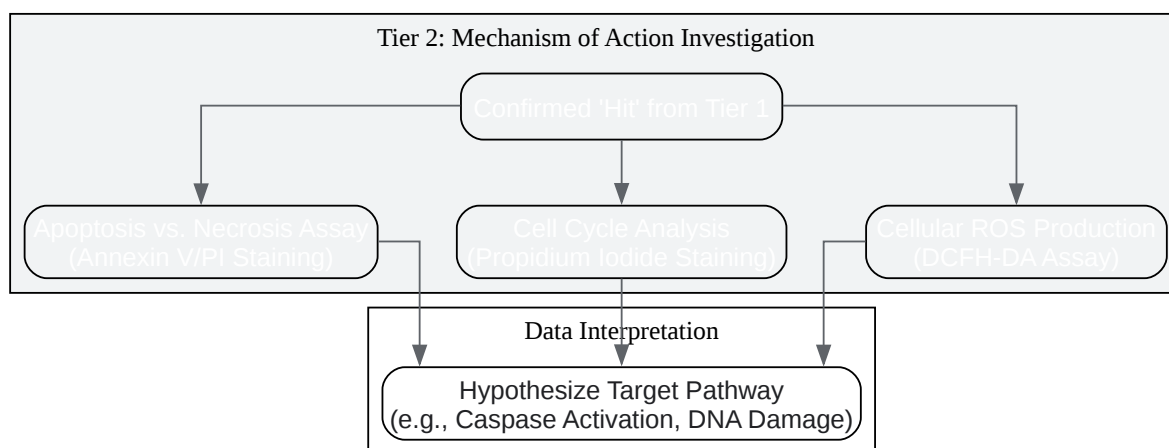 Tier 2: Mechanism of Action Investigation
Confirmed 'Hit' from Tier 1
Apoptosis vs. Necrosis Assay
(Annexin V/PI Staining)
Cell Cycle Analysis
(Propidium Iodide Staining)
Cellular ROS Production
(DCFH-DA Assay)
Data Interpretation
Hypothesize Target Pathway
(e.g., Caspase Activation, DNA Damage)